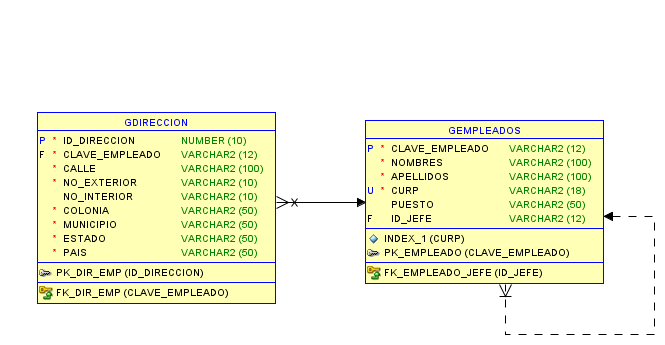 GDIRECCION
P * ID_DIRECCION NUMBER (10)
F * CLAVE_EMPLEADO VARCHAR2 (12)
* CALLE VARCHAR2 (100)
* NO_EXTERIOR VARCHAR2 (10)
NO_INTERIOR VARCHAR2 (10)
* COLONIA VARCHAR2 (50)
* MUNICIPIO VARCHAR2 (50)
* ESTADO VARCHAR2 (50)
* PAIS VARCHAR2 (50)
PK_DIR_EMP (ID_DIRECCION)
FK_DIR_EMP (CLAVE_EMPLEADO)
GEMPLEADOS
P * CLAVE_EMPLEADO VARCHAR2 (12)
* NOMBRES VARCHAR2 (100)
* APELLIDOS VARCHAR2 (100)
U * CURP VARCHAR2 (18)
PUESTO VARCHAR2 (50)
F ID_JEFE VARCHAR2 (12)
INDEX_1 (CURP)
PK_EMPLEADO (CLAVE_EMPLEADO)
FK_EMPLEADO_JEFE (ID_JEFE)